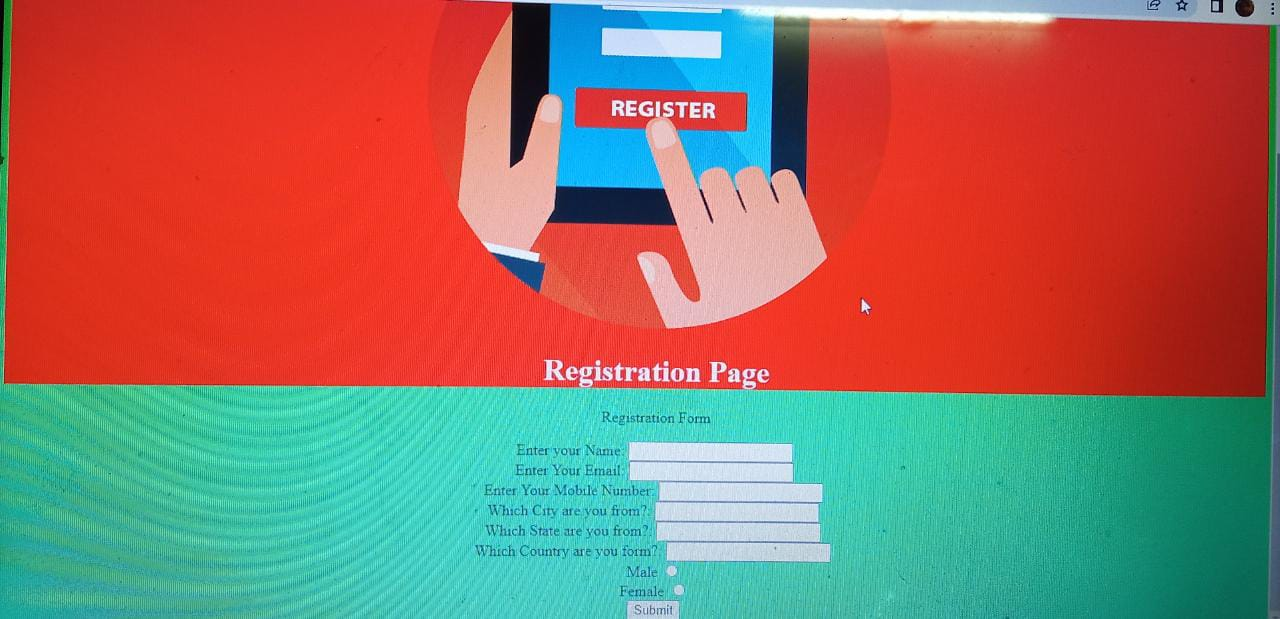 REGISTER
Registration Page
Registration Form
Enter your Name:
Enter Your Email:
Enter Your Mobile Number:
Which City are you from?:
Which State are you from?:
Which Country are you form?:
Male
Female
Submit